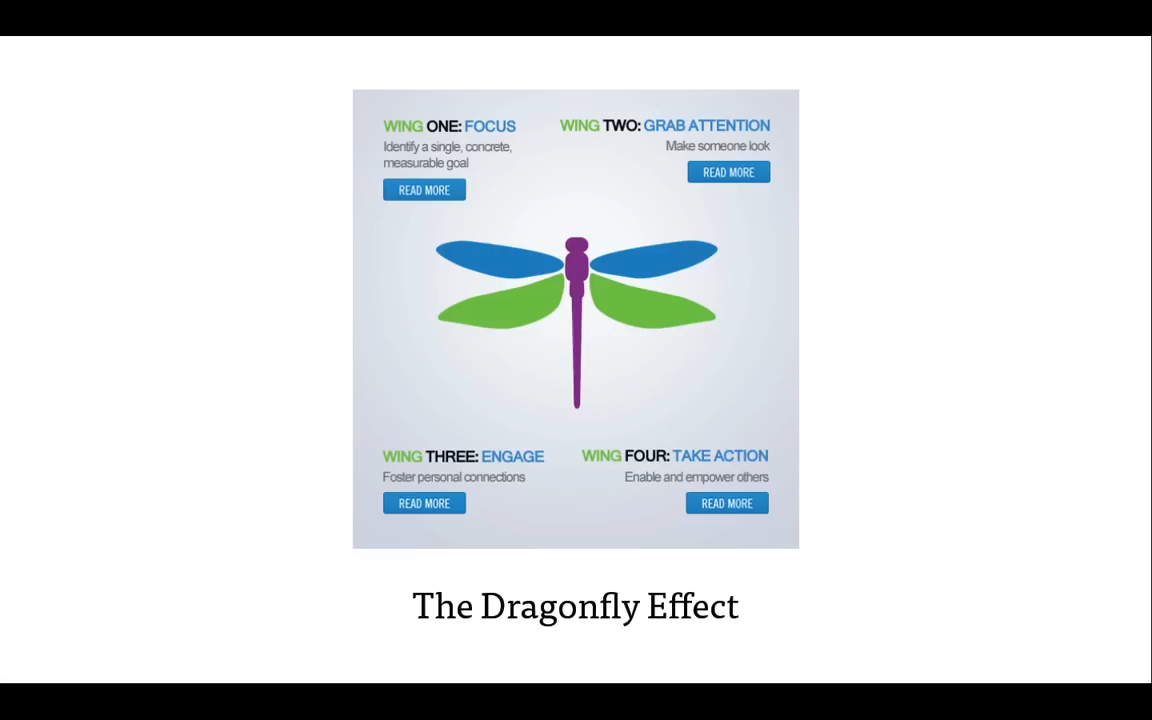 WING ONE: FOCUS
Identify a single, concrete,
measurable goal
READ MORE
WING TWO: GRAB ATTENTION
Make someone look
READ MORE
WING THREE: ENGAGE
Foster personal connections
READ MORE
WING FOUR: TAKE ACTION
Enable and empower others
READ MORE
The Dragonfly Effect